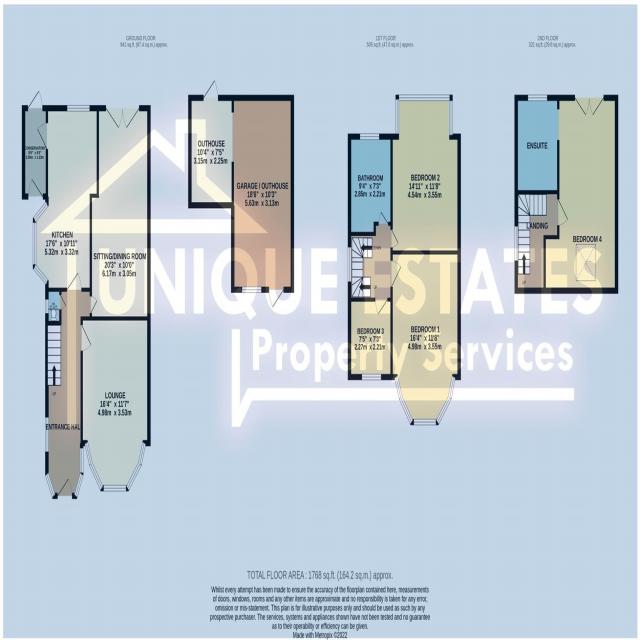 GROUND FLOOR
941 sq.ft. (87.4 sq.m.) approx.
1ST FLOOR
506 sq.ft. (47.0 sq.m.) approx.
2ND FLOOR
321 sq.ft. (29.8 sq.m.) approx.
CONSERVATORY
KITCHEN
17'6" x 10'11"
5.32m x 3.32m
SITTING/DINING ROOM
20'3" x 10'0"
6.17m x 3.05m
LOUNGE
16'4" x 11'7"
4.98m x 3.53m
ENTRANCE HALL
UP
OUTHOUSE
10'4" x 7'5"
3.15m x 2.25m
GARAGE / OUTHOUSE
18'6" x 10'3"
5.63m x 3.13m
BATHROOM
9'4" x 7'3"
2.85m x 2.21m
BEDROOM 2
14'11" x 11'8"
4.54m x 3.55m
BEDROOM 3
7'5" x 7'3"
2.27m x 2.21m
BEDROOM 1
16'4" x 11'8"
4.98m x 3.55m
ENSUITE
LANDING
BEDROOM 4
UNIQUE ESTATES
Property Services
TOTAL FLOOR AREA : 1768 sq.ft. (164.2 sq.m.) approx.
Whilst every attempt has been made to ensure the accuracy of the floorplan contained here, measurements
of doors, windows, rooms and any other items are approximate and no responsibility is taken for any error,
omission or mis-statement. This plan is for illustrative purposes only and should be used as such by any
prospective purchaser. The services, systems and appliances shown have not been tested and no guarantee
as to their operability or efficiency can be given.
Made with Metropix ©2022